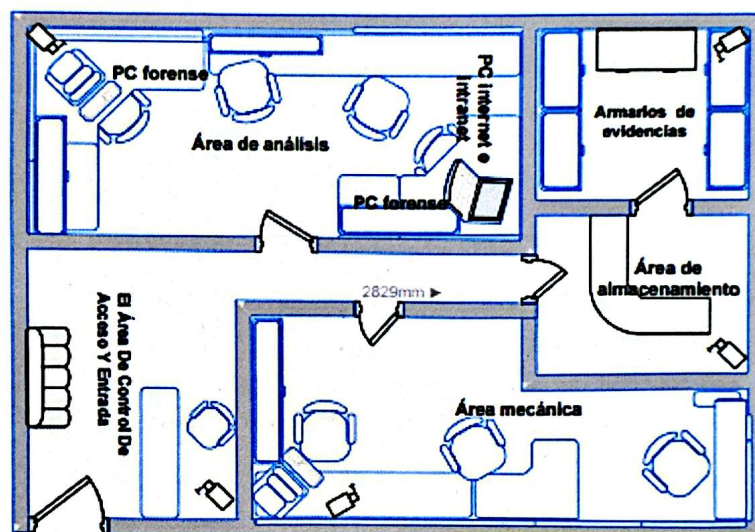 PC forense
PC internet e
intranet
Área de análisis
PC forense
Armarios de
evidencias
Área de
almacenamiento
2829mm ►
El Área De Control De
Acceso Y Entrada
Área mecánica